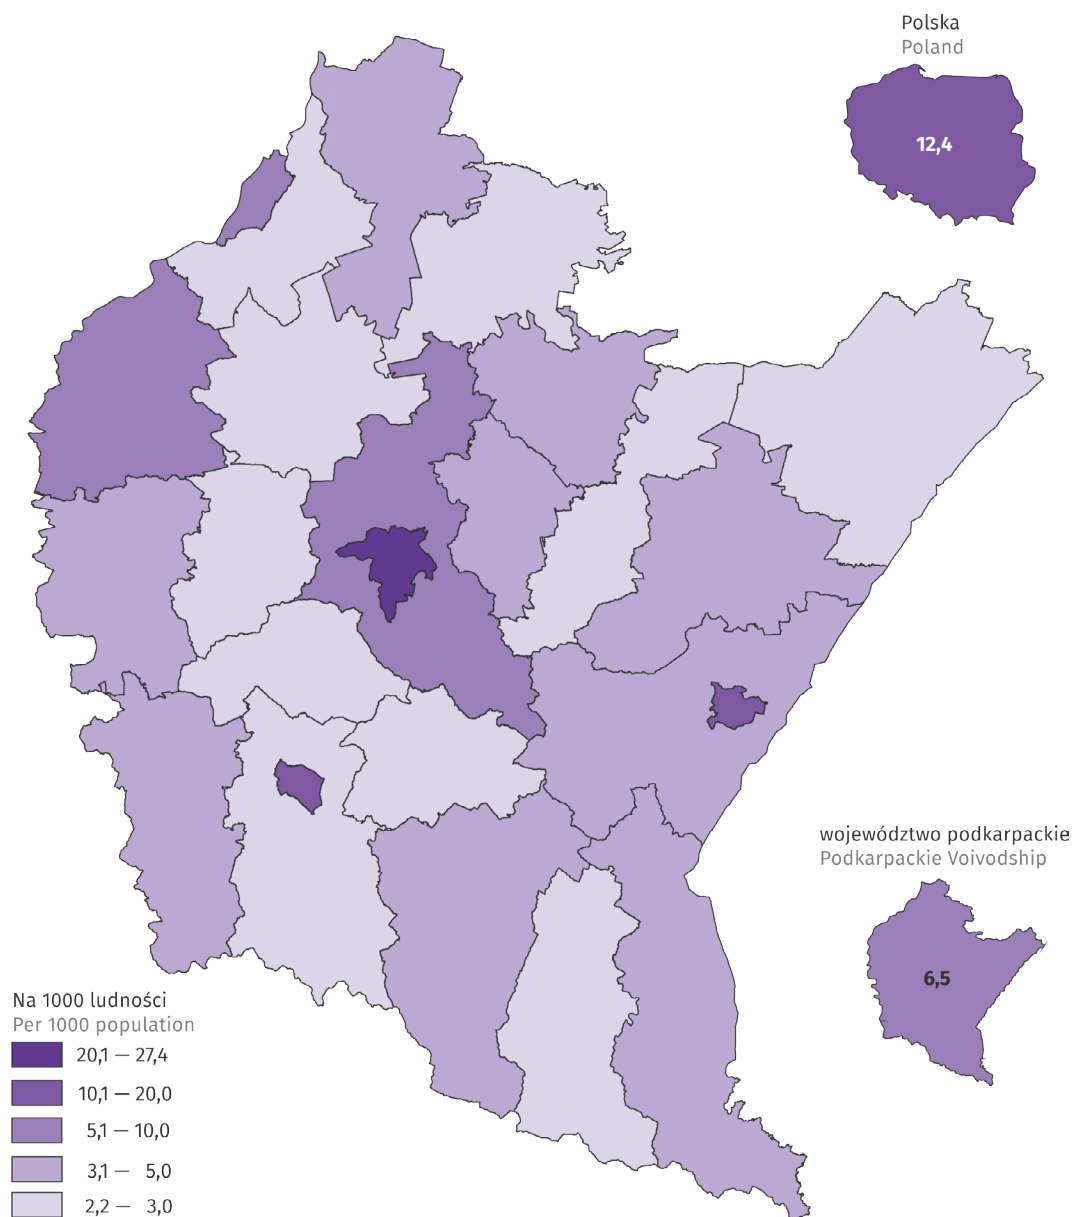 Polska
Poland
12,4
województwo podkarpackie
Podkarpackie Voivodship
6,5
Na 1000 ludności
Per 1000 population
20,1 — 27,4
10,1 — 20,0
5,1 — 10,0
3,1 — 5,0
2,2 — 3,0